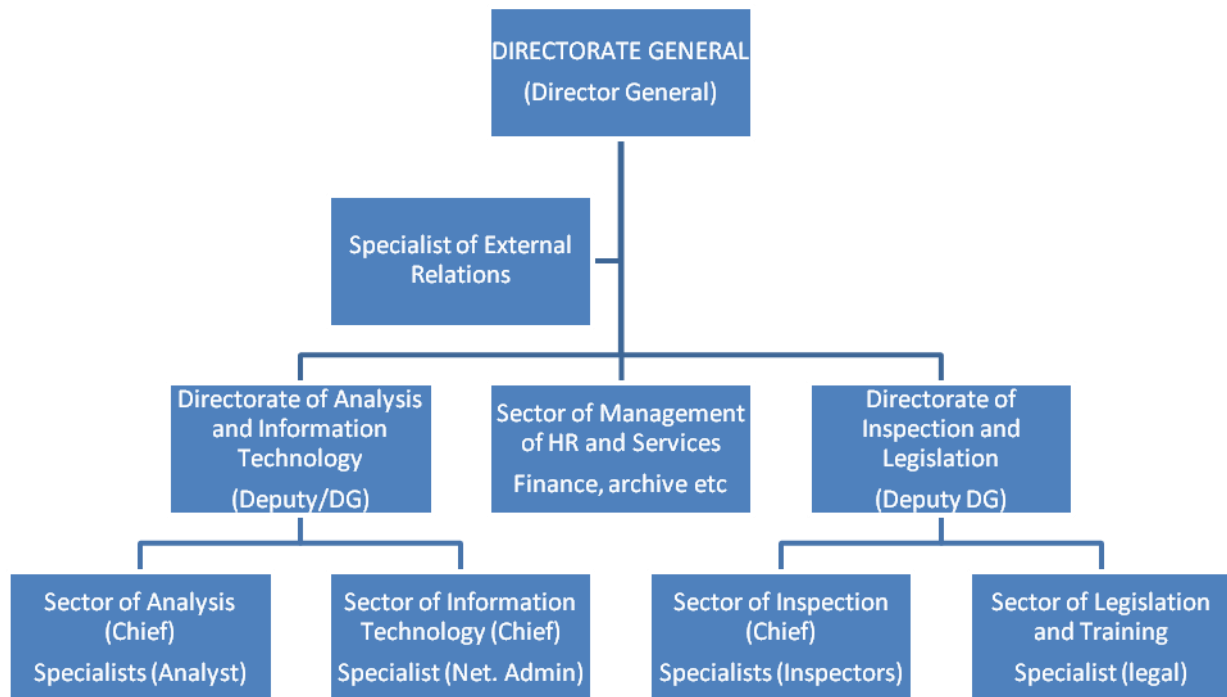 DIRECTORATE GENERAL
(Director General)
Specialist of External
Relations
Directorate of Analysis
and Information
Technology
(Deputy/DG)
Sector of Management
of HR and Services
Finance, archive etc
Directorate of
Inspection and
Legislation
(Deputy DG)
Sector of Analysis
(Chief)
Specialists (Analyst)
Sector of Information
Technology (Chief)
Specialist (Net. Admin)
Sector of Inspection
(Chief)
Specialists (Inspectors)
Sector of Legislation
and Training
Specialist (legal)